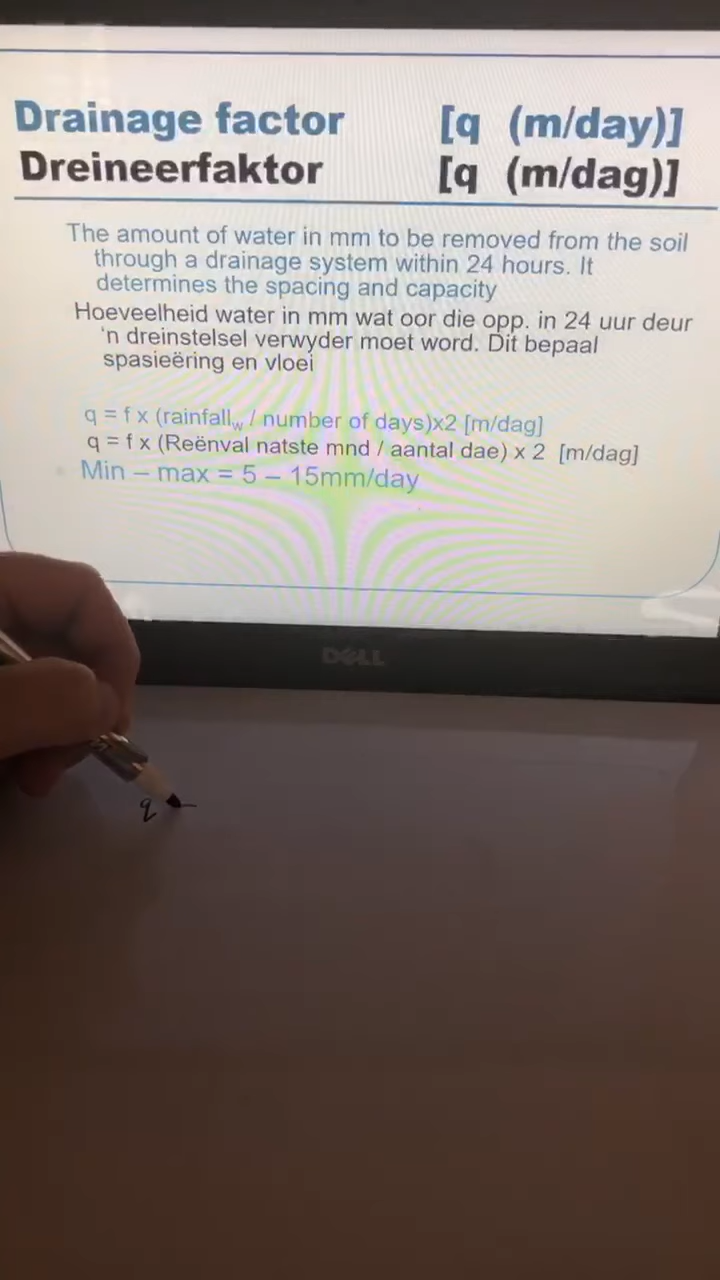 Drainage factor [q (m/day)]
Dreineerfaktor [q (m/dag)]
The amount of water in mm to be removed from the soil
through a drainage system within 24 hours. It
determines the spacing and capacity
Hoeveelheid water in mm wat oor die opp. in 24 uur deur
'n dreinstelsel verwyder moet word. Dit bepaal
spasieëring en vloei
q = f x (rainfallw / number of days)x2 [m/dag]
q = f x (Reënval natste mnd / aantal dae) x 2 [m/dag]
Min – max = 5 – 15mm/day
DELL
q -